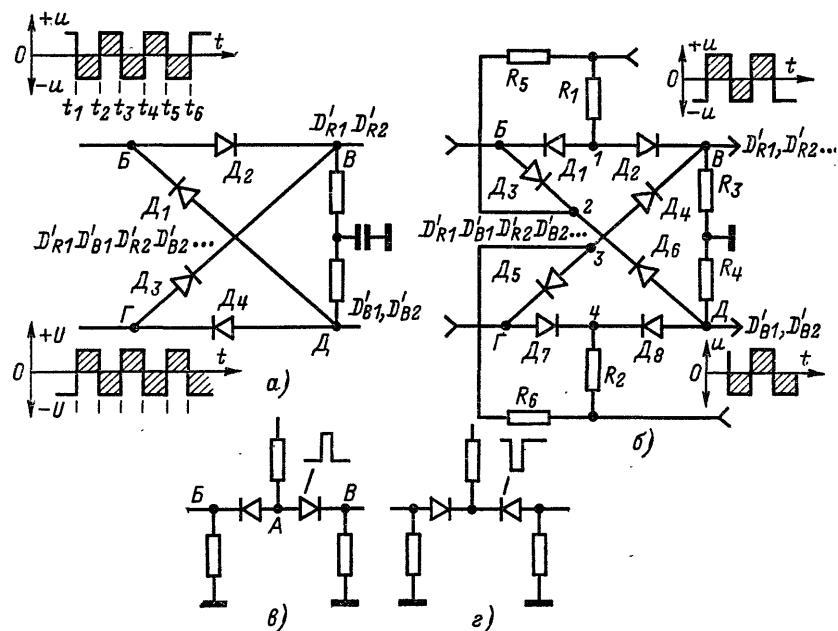 +u
0
-u
t
t₁ t₂ t₃ t₄ t₅ t₆
Б
Д₂
D'R1 D'R2
В
Д₁
D'R1 D'B1 D'R2 D'B2...
Д₃
Г
Д₄
Д
D'B1, D'B2
+U
0
-U
t
а)
R₅
R₁
+u
0
-u
t
Б
Д₁
1
Д₂
В
D'R1, D'R2...
Д₃
2
Д₄
R₃
D'R1 D'B1 D'R2 D'B2...
3
Д₅
Д₆
R₄
Г
Д₇
4
Д₈
Д
D'B1, D'B2
R₂
R₆
u
0
t
б)
Б
А
В
в)
г)